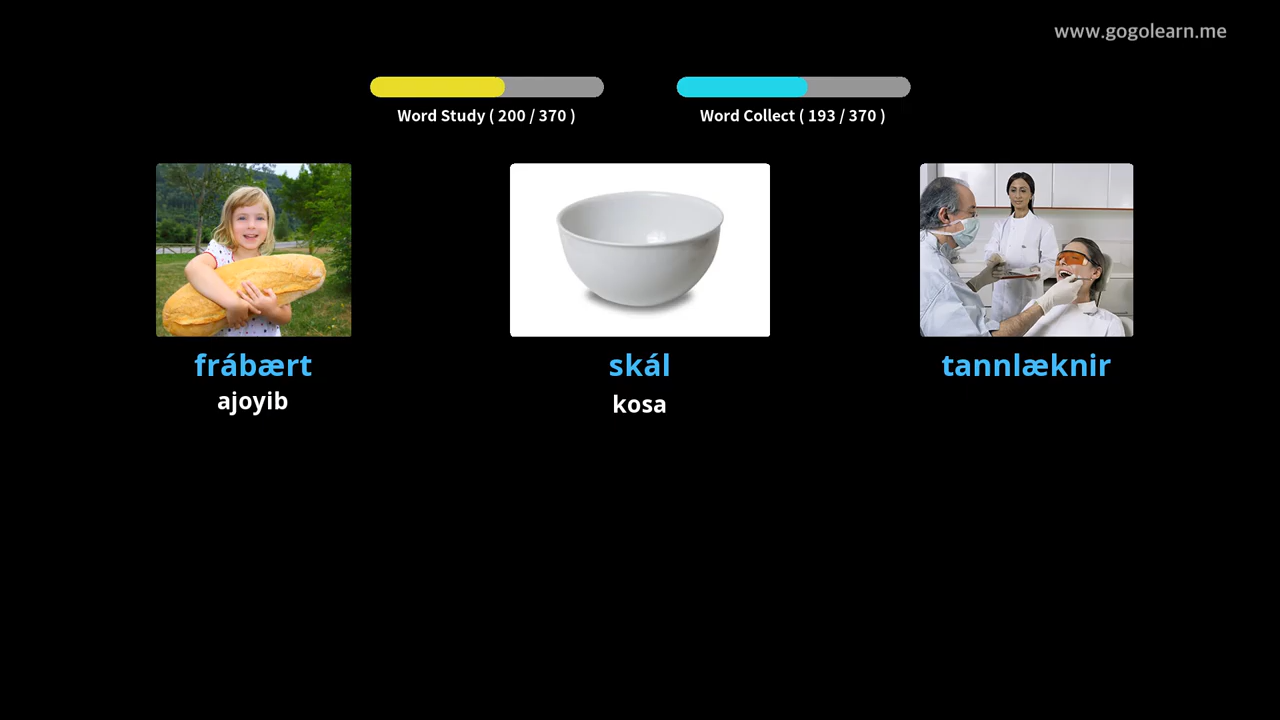 www.gogolearn.me
Word Study ( 200 / 370 )
Word Collect ( 193 / 370 )
frábært
skál
tannlæknir
ajoyib
kosa